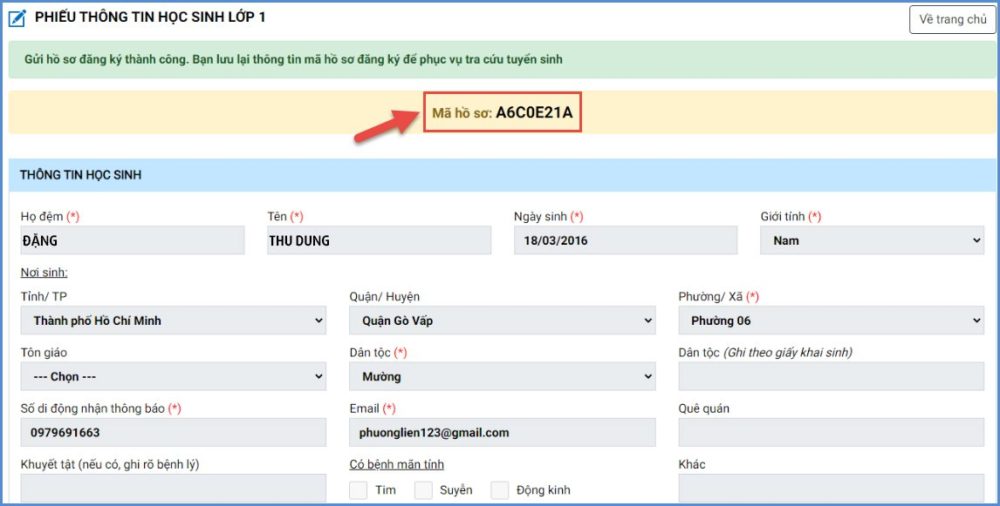 PHIẾU THÔNG TIN HỌC SINH LỚP 1
Về trang chủ
Gửi hồ sơ đăng ký thành công. Bạn lưu lại thông tin mã hồ sơ đăng ký để phục vụ tra cứu tuyển sinh
Mã hồ sơ: A6C0E21A
THÔNG TIN HỌC SINH
Họ đệm (*) Tên (*) Ngày sinh (*) Giới tính (*)
ĐẶNG THU DUNG 18/03/2016 Nam
Nơi sinh:
Tỉnh/ TP Quận/ Huyện Phường/ Xã (*)
Thành phố Hồ Chí Minh Quận Gò Vấp Phường 06
Tôn giáo Dân tộc (*) Dân tộc (Ghi theo giấy khai sinh)
--- Chọn --- Mường
Số di động nhận thông báo (*) Email (*) Quê quán
0979691663 phuonglien123@gmail.com
Khuyết tật (nếu có, ghi rõ bệnh lý) Có bệnh mãn tính Khác
Tim Suyễn Động kinh